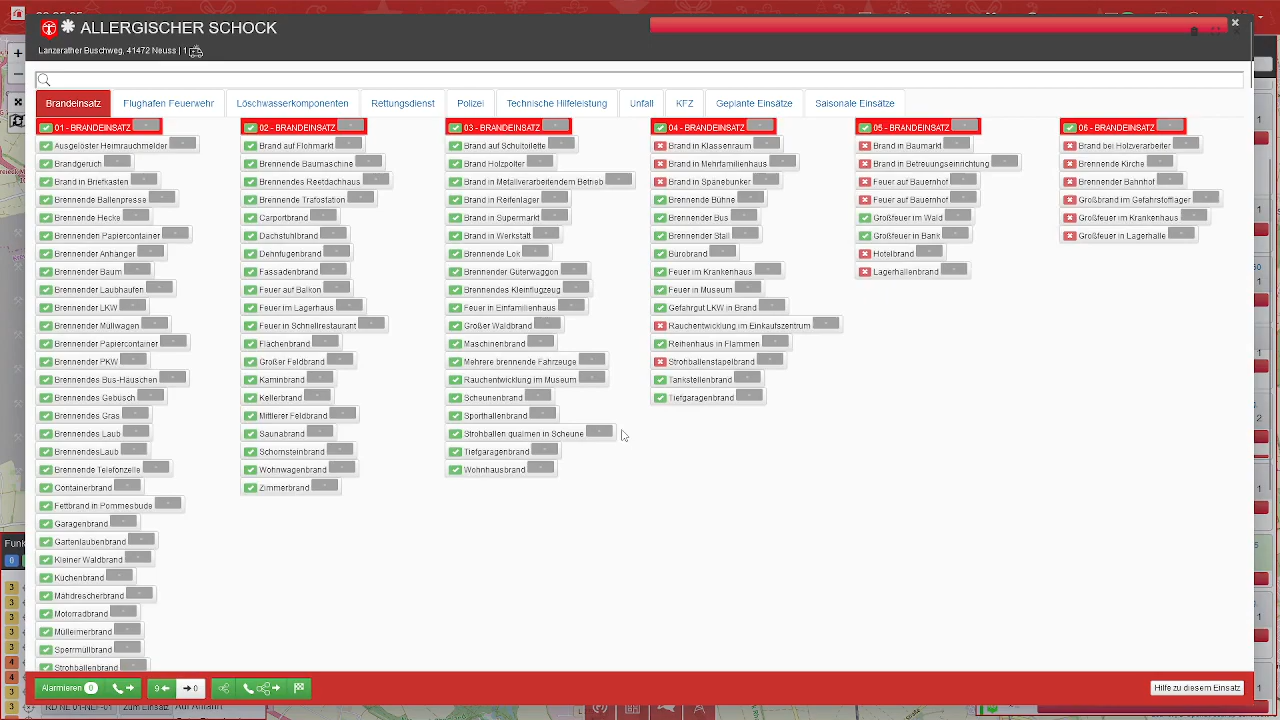 ALLERGISCHER SCHOCK
Lanzerather Buschweg, 41472 Neuss | 1
Brandeinsatz
Flughafen Feuerwehr
Löschwasserkomponenten
Rettungsdienst
Polizei
Technische Hilfeleistung
Unfall
KFZ
Geplante Einsätze
Saisonale Einsätze
01 - BRANDEINSATZ
Ausgelöster Heimrauchmelder
Brandgeruch
Brand in Briefkasten
Brennende Ballenpresse
Brennende Hecke
Brennenden Papiercontainer
Brennender Anhänger
Brennender Baum
Brennender Laubhaufen
Brennender LKW
Brennender Müllwagen
Brennender Papiercontainer
Brennender PKW
Brennendes Bus-Häuschen
Brennendes Gebüsch
Brennendes Gras
Brennendes Laub
BrennendesLaub
Brennende Telefonzelle
Containerbrand
Fettbrand in Pommesbude
Garagenbrand
Gartenlaubenbrand
Kleiner Waldbrand
Küchenbrand
Mähdrescherbrand
Motorradbrand
Mülleimerbrand
Sperrmüllbrand
Strohballenbrand
02 - BRANDEINSATZ
Brand auf Flohmarkt
Brennende Baumaschine
Brennendes Reetdachhaus
Brennende Trafostation
Carportbrand
Dachstuhlbrand
Dehnfugenbrand
Fassadenbrand
Feuer auf Balkon
Feuer im Lagerhaus
Feuer in Schnellrestaurant
Flächenbrand
Großer Feldbrand
Kaminbrand
Kellerbrand
Mittlerer Feldbrand
Saunabrand
Schornsteinbrand
Wohnwagenbrand
Zimmerbrand
03 - BRANDEINSATZ
Brand auf Schultoilette
Brand Holzpolter
Brand in Metallverarbeitendem Betrieb
Brand in Reifenlager
Brand in Supermarkt
Brand in Werkstatt
Brennende Lok
Brennender Güterwaggon
Brennendes Kleinflugzeug
Feuer in Einfamilienhaus
Großer Waldbrand
Maschinenbrand
Mehrere brennende Fahrzeuge
Rauchentwicklung im Museum
Scheunenbrand
Sporthallenbrand
Strohballen qualmen in Scheune
Tiefgaragenbrand
Wohnhausbrand
04 - BRANDEINSATZ
Brand in Klassenraum
Brand in Mehrfamilienhaus
Brand in Spänebunker
Brennende Bühne
Brennender Bus
Brennender Stall
Bürobrand
Feuer im Krankenhaus
Feuer in Museum
Gefahrgut LKW in Brand
Rauchentwicklung im Einkaufszentrum
Reihenhaus in Flammen
Strohballenstapelbrand
Tankstellenbrand
Tiefgaragenbrand
05 - BRANDEINSATZ
Brand in Baumarkt
Brand in Betreuungseinrichtung
Feuer auf Bauernhof
Feuer auf Bauernhof
Großfeuer im Wald
Großfeuer in Bank
Hotelbrand
Lagerhallenbrand
06 - BRANDEINSATZ
Brand bei Holzverarbeiter
Brennende Kirche
Brennender Bahnhof
Großbrand im Gefahrstofflager
Großfeuer im Krankenhaus
Großfeuer in Lagerhalle
Alarmieren 0
9
0
Hilfe zu diesem Einsatz